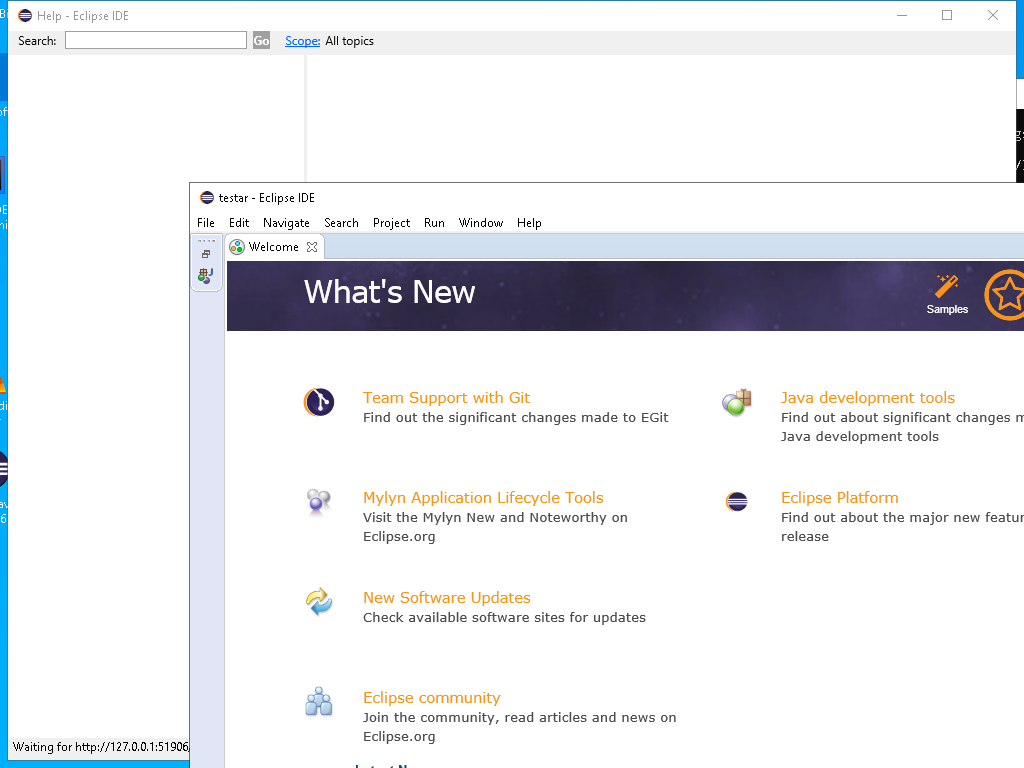 Help - Eclipse IDE
Search:
Go
Scope: All topics
testar - Eclipse IDE
File Edit Navigate Search Project Run Window Help
Welcome
What's New
Samples
Team Support with Git
Find out the significant changes made to EGit
Java development tools
Find out about significant changes m
Java development tools
Mylyn Application Lifecycle Tools
Visit the Mylyn New and Noteworthy on
Eclipse.org
Eclipse Platform
Find out about the major new featur
release
New Software Updates
Check available software sites for updates
Eclipse community
Join the community, read articles and news on
Eclipse.org
Waiting for http://127.0.0.1:51906/